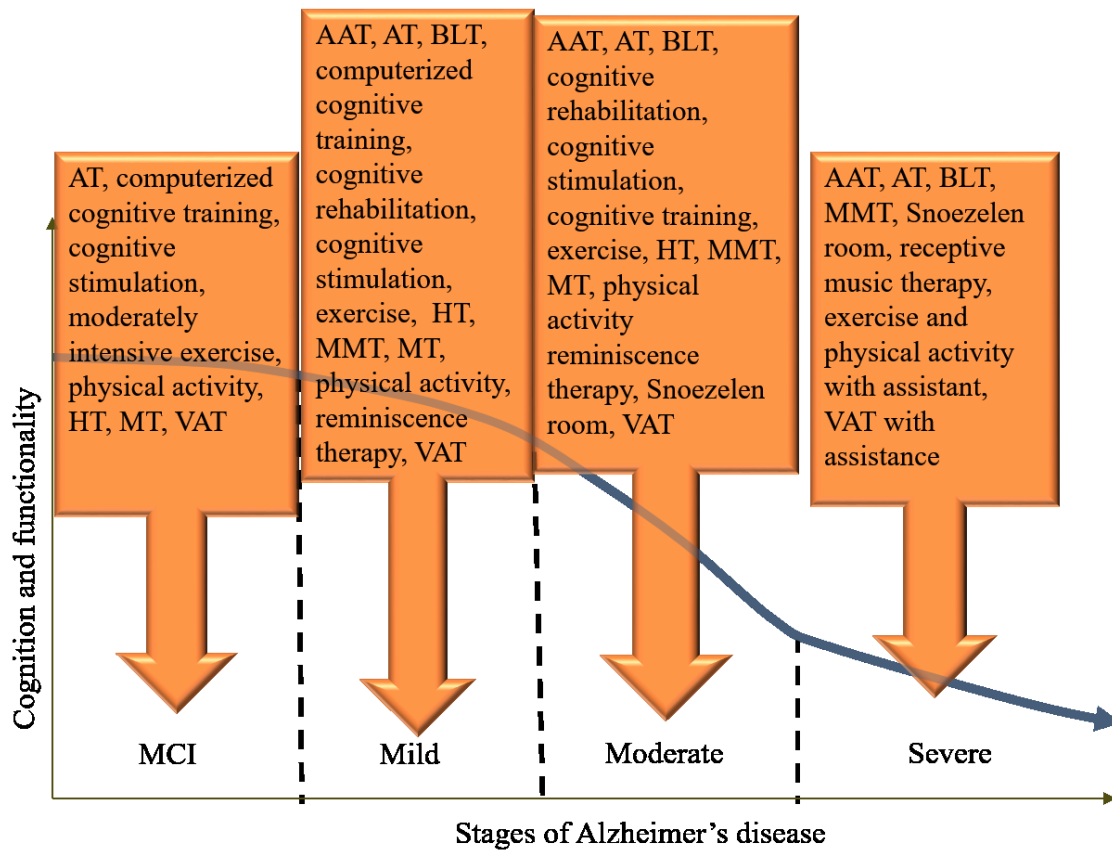 AT, computerized
cognitive training,
cognitive
stimulation,
moderately
intensive exercise,
physical activity,
HT, MT, VAT
AAT, AT, BLT,
computerized
cognitive
training,
cognitive
rehabilitation,
cognitive
stimulation,
exercise, HT,
MMT, MT,
physical activity,
reminiscence
therapy, VAT
AAT, AT, BLT,
cognitive
rehabilitation,
cognitive
stimulation,
cognitive training,
exercise, HT, MMT,
MT, physical
activity
reminiscence
therapy, Snoezelen
room, VAT
AAT, AT, BLT,
MMT, Snoezelen
room, receptive
music therapy,
exercise and
physical activity
with assistant,
VAT with
assistance
Cognition and functionality
MCI
Mild
Moderate
Severe
Stages of Alzheimer’s disease